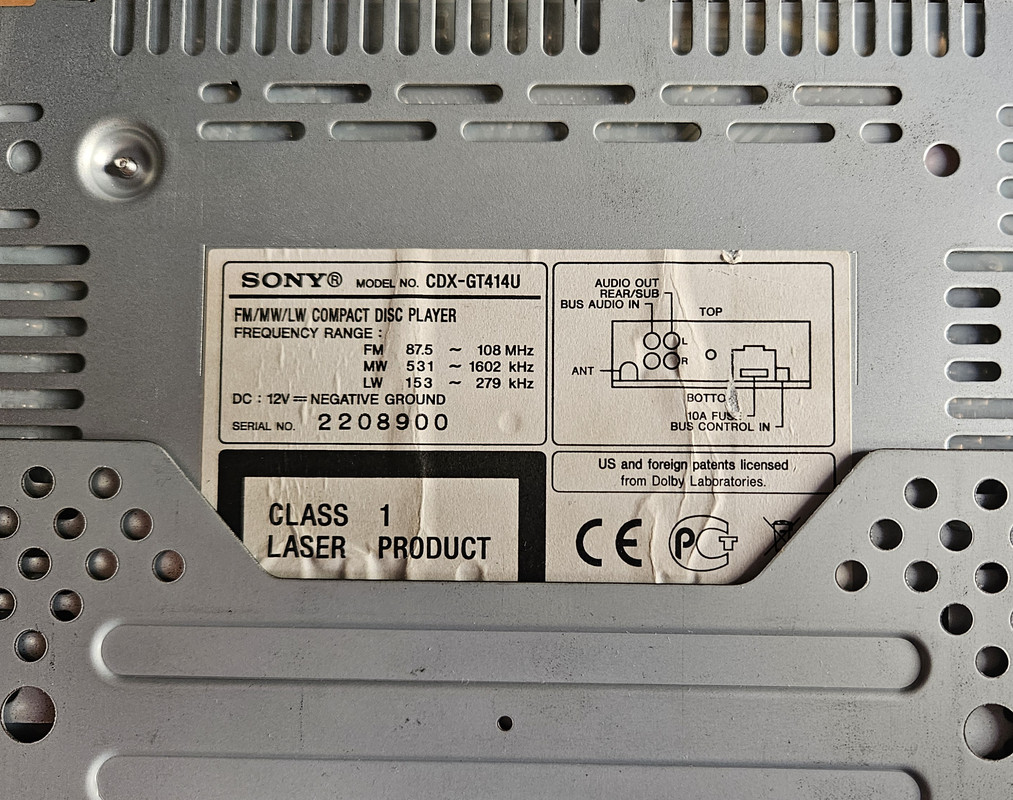 SONY® MODEL NO. CDX-GT414U
FM/MW/LW COMPACT DISC PLAYER
FREQUENCY RANGE :
FM 87.5 ~ 108 MHz
MW 531 ~ 1602 kHz
LW 153 ~ 279 kHz
DC : 12V ⎓ NEGATIVE GROUND
SERIAL NO. 2208900
AUDIO OUT
REAR/SUB
BUS AUDIO IN
TOP
L
R
ANT
BOTTO
10A FUS
BUS CONTROL IN
CLASS 1
LASER PRODUCT
US and foreign patents licensed
from Dolby Laboratories.
CE PCT